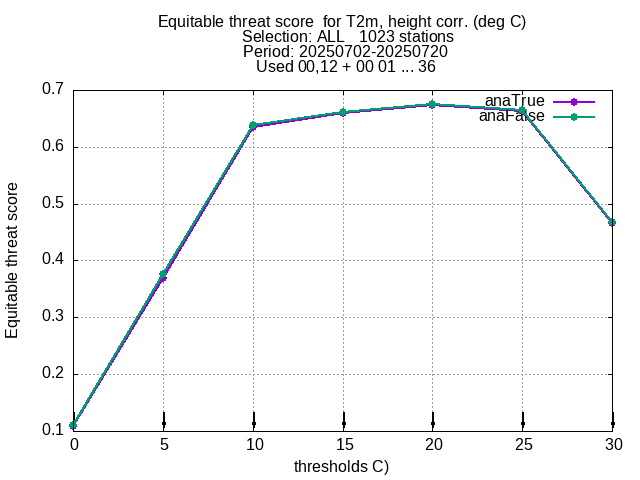 Equitable threat score  for T2m, height corr. (deg C)
Selection: ALL   1023 stations
Period: 20250702-20250720
Used 00,12 + 00 01 ... 36
anaTrue
anaFalse
Equitable threat score
0.7
0.6
0.5
0.4
0.3
0.2
0.1
0 5 10 15 20 25 30
thresholds C)